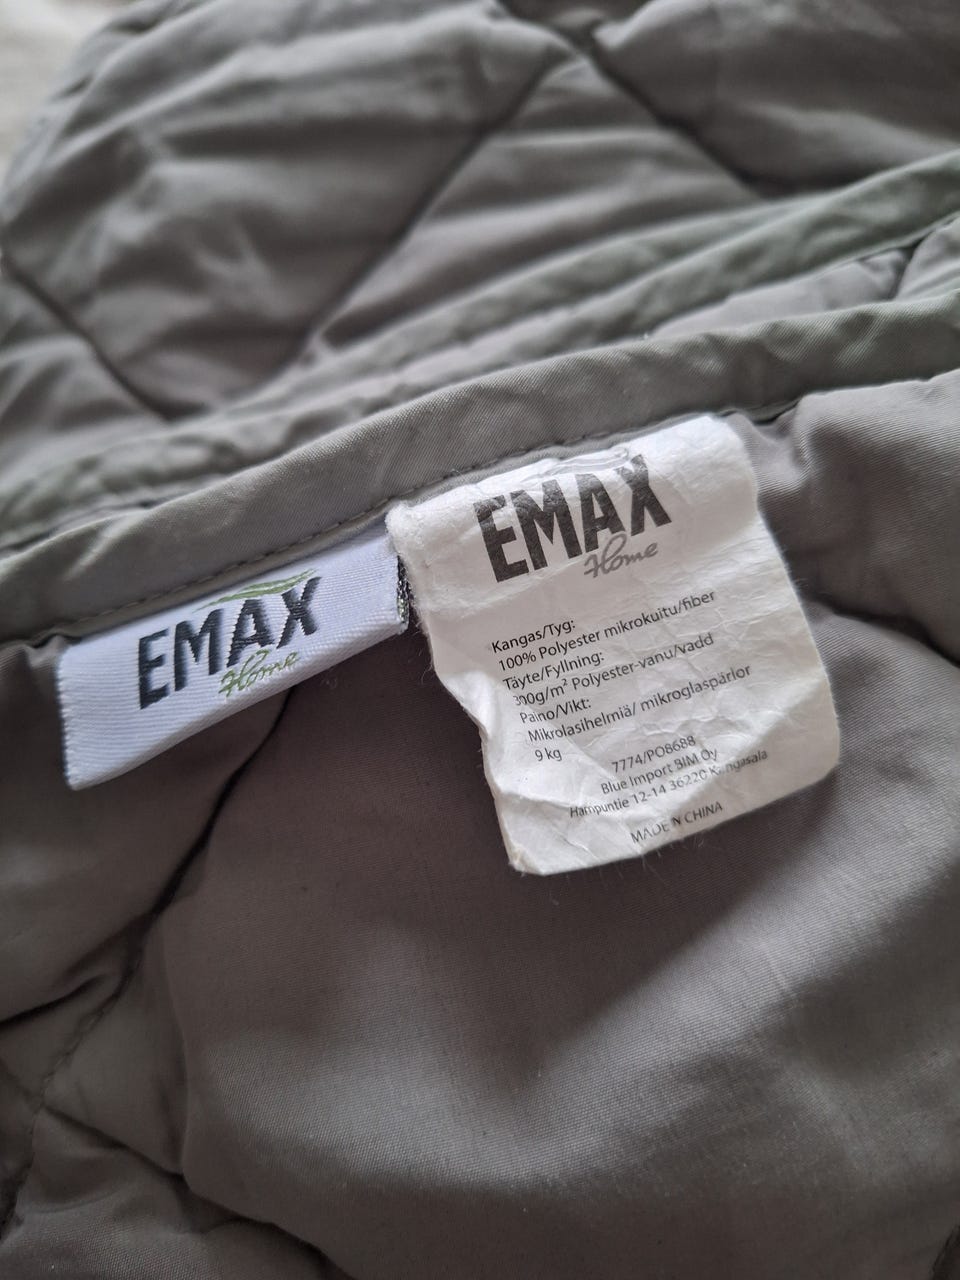 EMAX
Home
EMAX
Home
Kangas/Tyg:
100% Polyester mikrokuitu/fiber
Täyte/Fyllning:
300g/m² Polyester-vanu/vadd
Paino/Vikt:
Mikrolasihelmiä/ mikroglaspärlor
9 kg
7774/PO8688
Blue Import BIM Oy
Hampuntie 12-14 36220 Kangasala
MADE IN CHINA